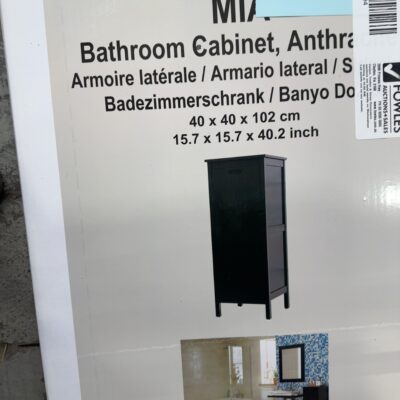 MIA
Bathroom Cabinet, Anthra
Armoire latérale / Armario lateral / S
Badezimmerschrank / Banyo Do
40 x 40 x 102 cm
15.7 x 15.7 x 40.2 inch
FOWLES
AUCTIONS+SALES